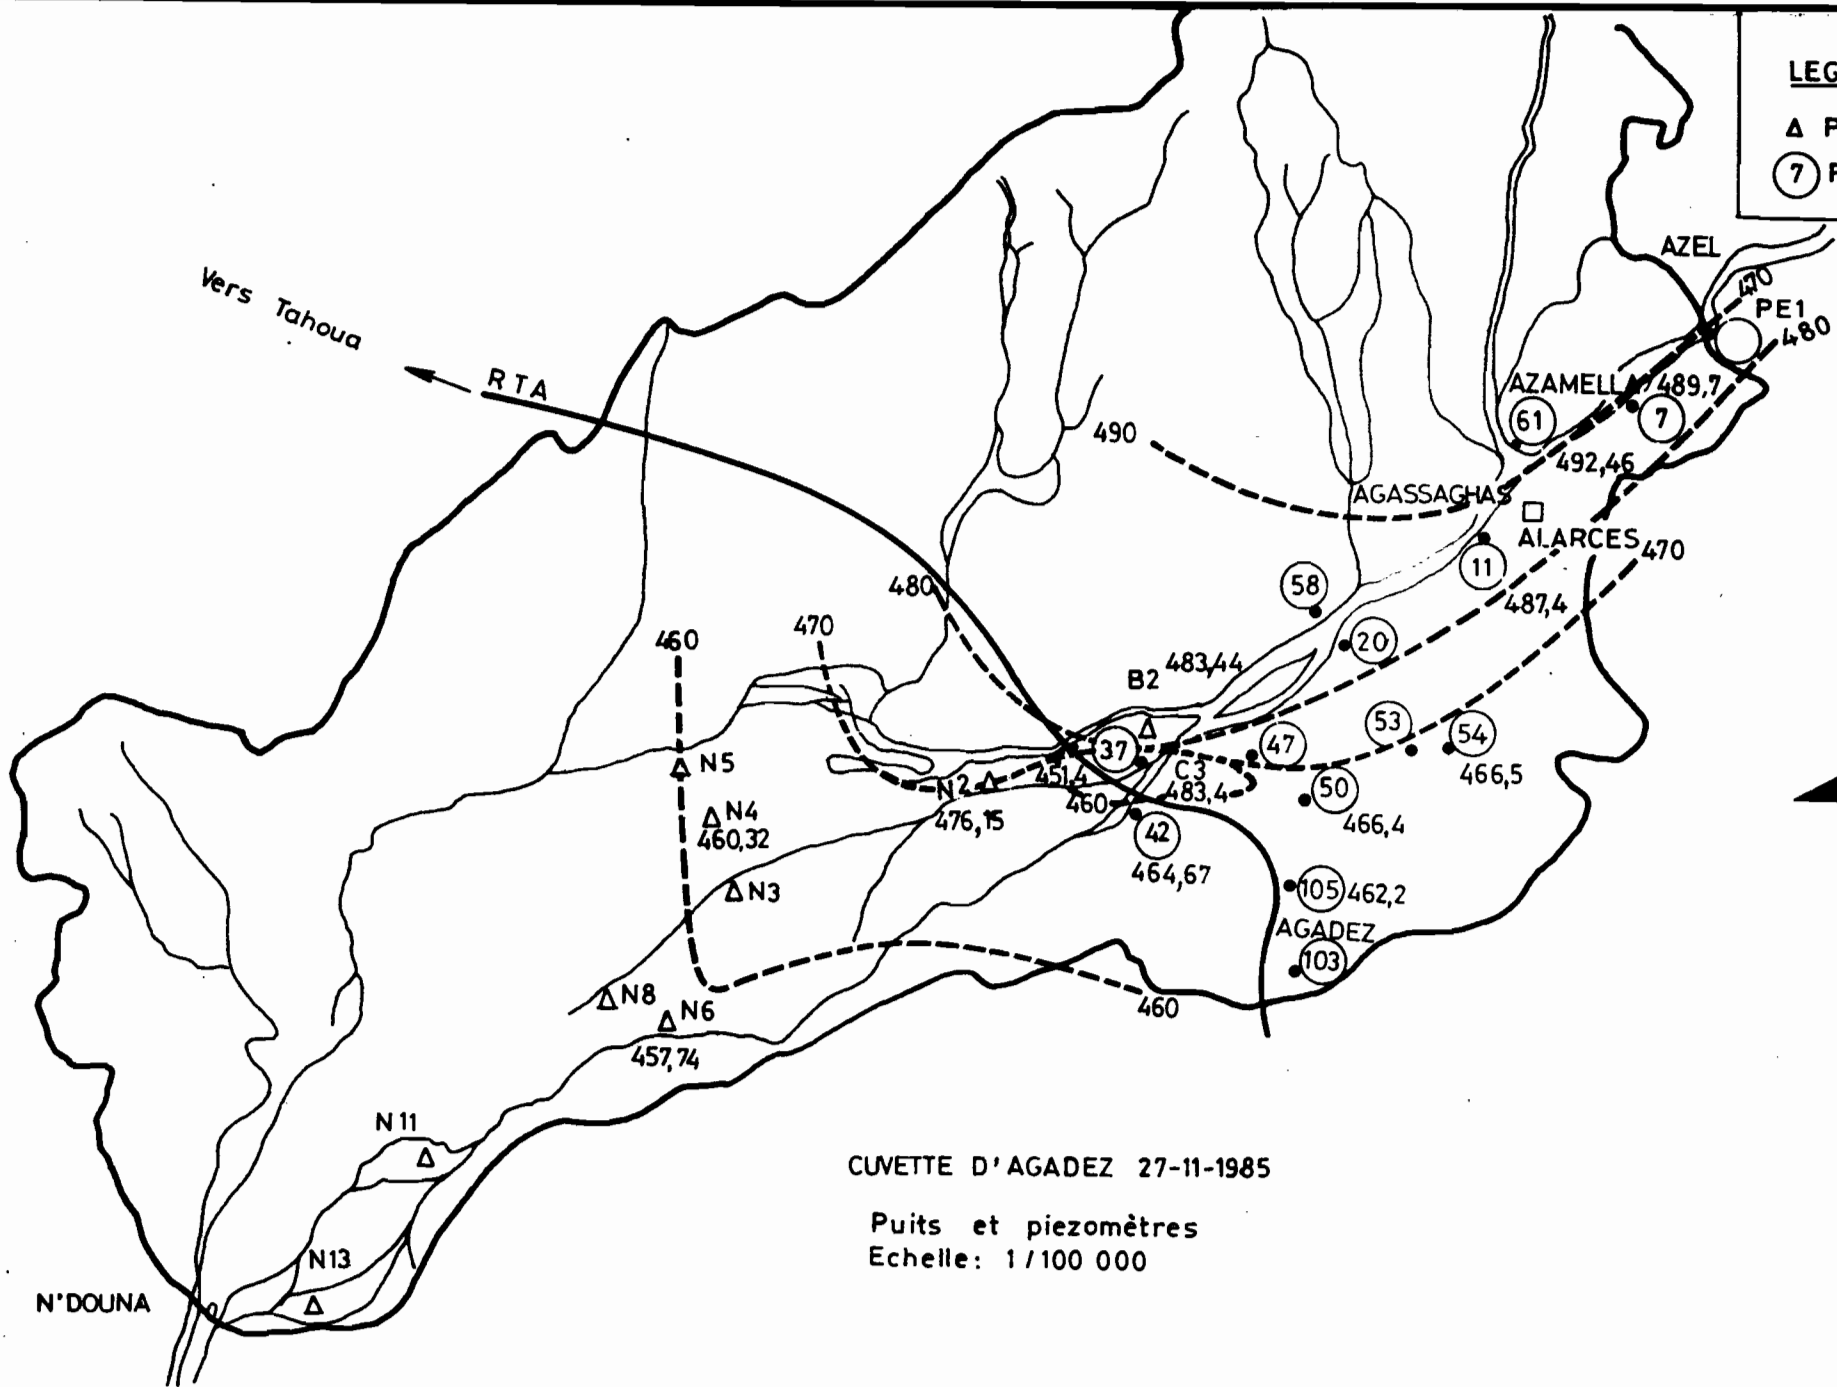 LEG
Δ P
7 F
AZEL
470
PE1
480
Vers Tahoua
RTA
AZAMELLA
489,7
7
61
490
492,46
AGASSAGHAS
ALARCES
470
11
58
480
487,4
470
460
20
483,44
B2
53
54
37
47
N5
C3
466,5
N2
451,4
483,4
50
N4
460
460,32
476,15
42
466,4
464,67
N3
105
462,2
AGADEZ
103
N8
N6
460
457,74
N11
CUVETTE D'AGADEZ 27-11-1985
Puits et piezomètres
Echelle: 1/100 000
N13
N'DOUNA